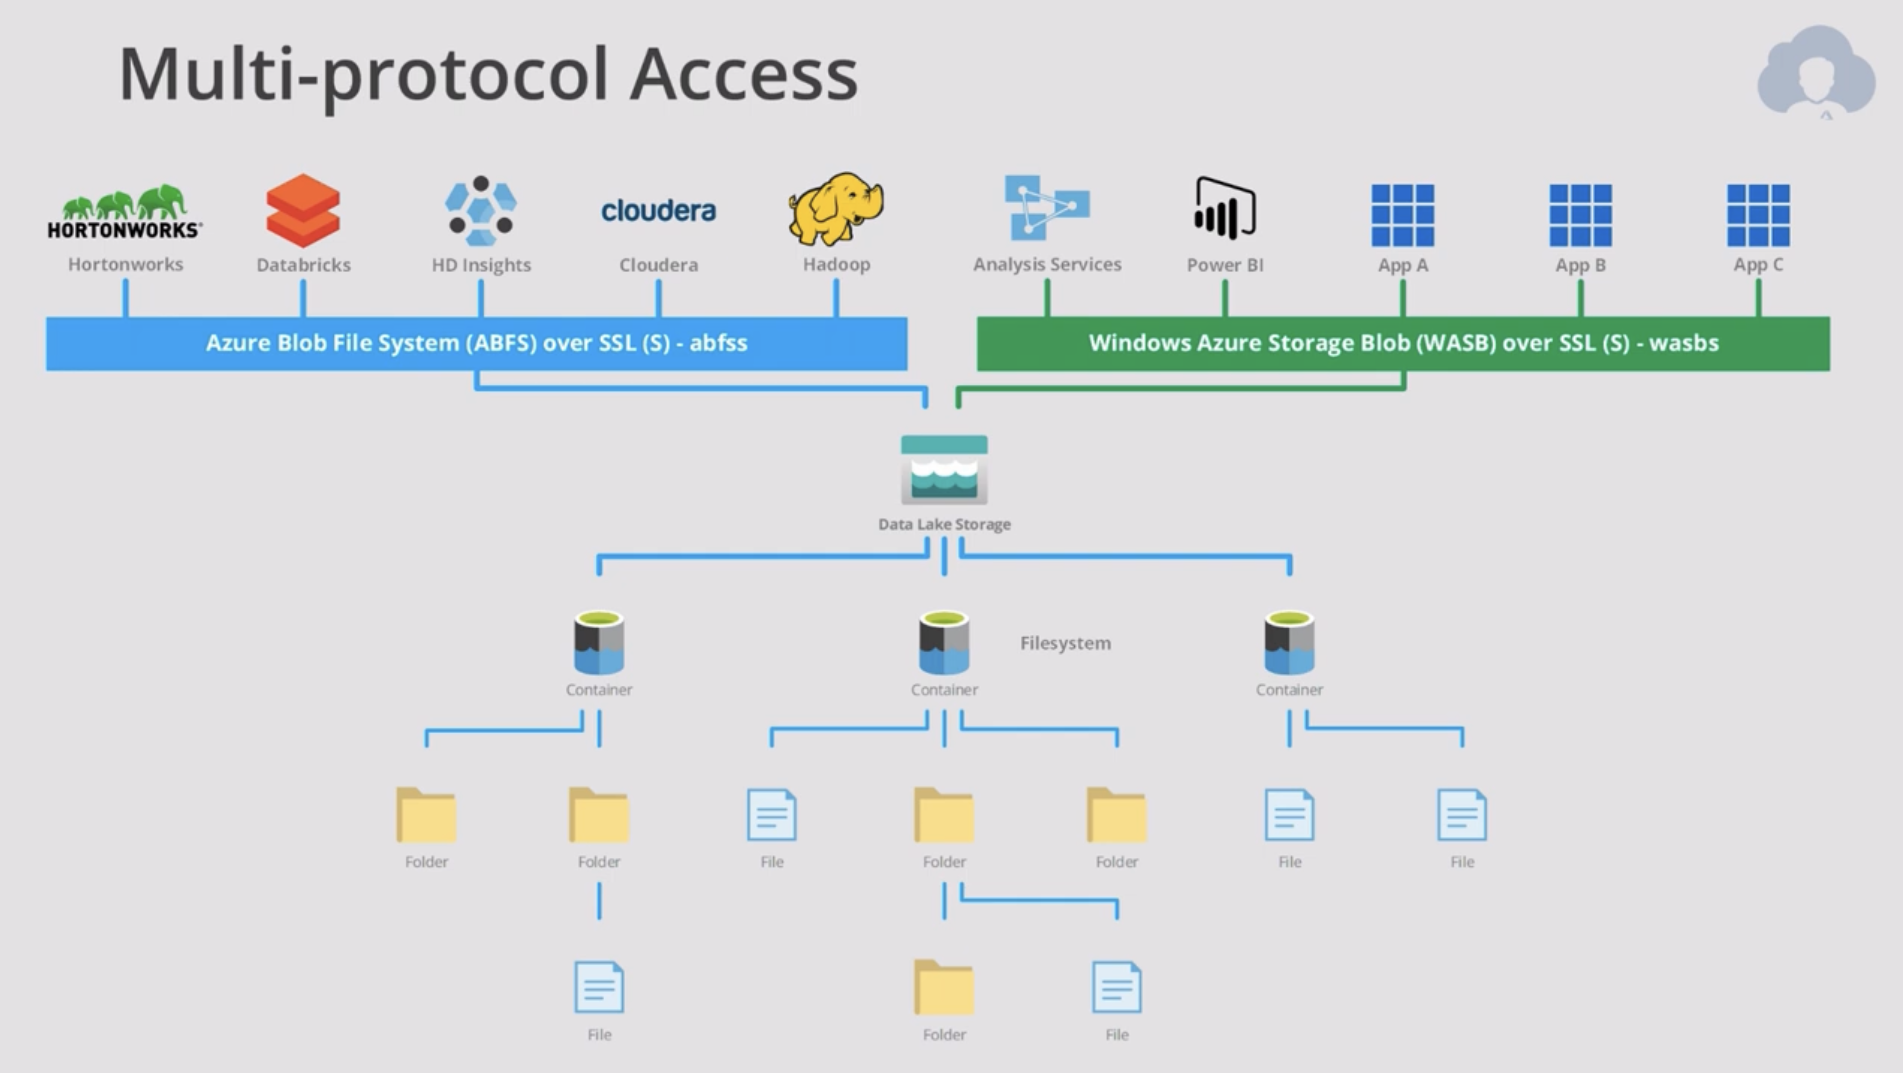 Multi-protocol Access
HORTONWORKS®
cloudera
Hortonworks
Databricks
HD Insights
Cloudera
Hadoop
Analysis Services
Power BI
App A
App B
App C
Azure Blob File System (ABFS) over SSL (S) - abfss
Windows Azure Storage Blob (WASB) over SSL (S) - wasbs
Data Lake Storage
Filesystem
Container
Container
Container
Folder
Folder
File
Folder
Folder
File
File
File
Folder
File